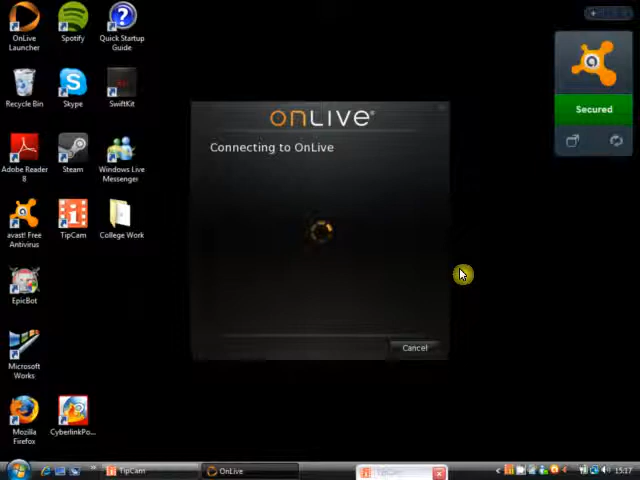 OnLive
Launcher
Spotify
Quick Startup
Guide
Recycle Bin
Skype
SwiftKit
Adobe Reader
8
Steam
Windows Live
Messenger
avast! Free
Antivirus
TipCam
College Work
EpicBot
Microsoft
Works
Mozilla
Firefox
CyberlinkPo...
onLIVE®
Connecting to OnLive
Cancel
Secured
TipCam
OnLive
15:17